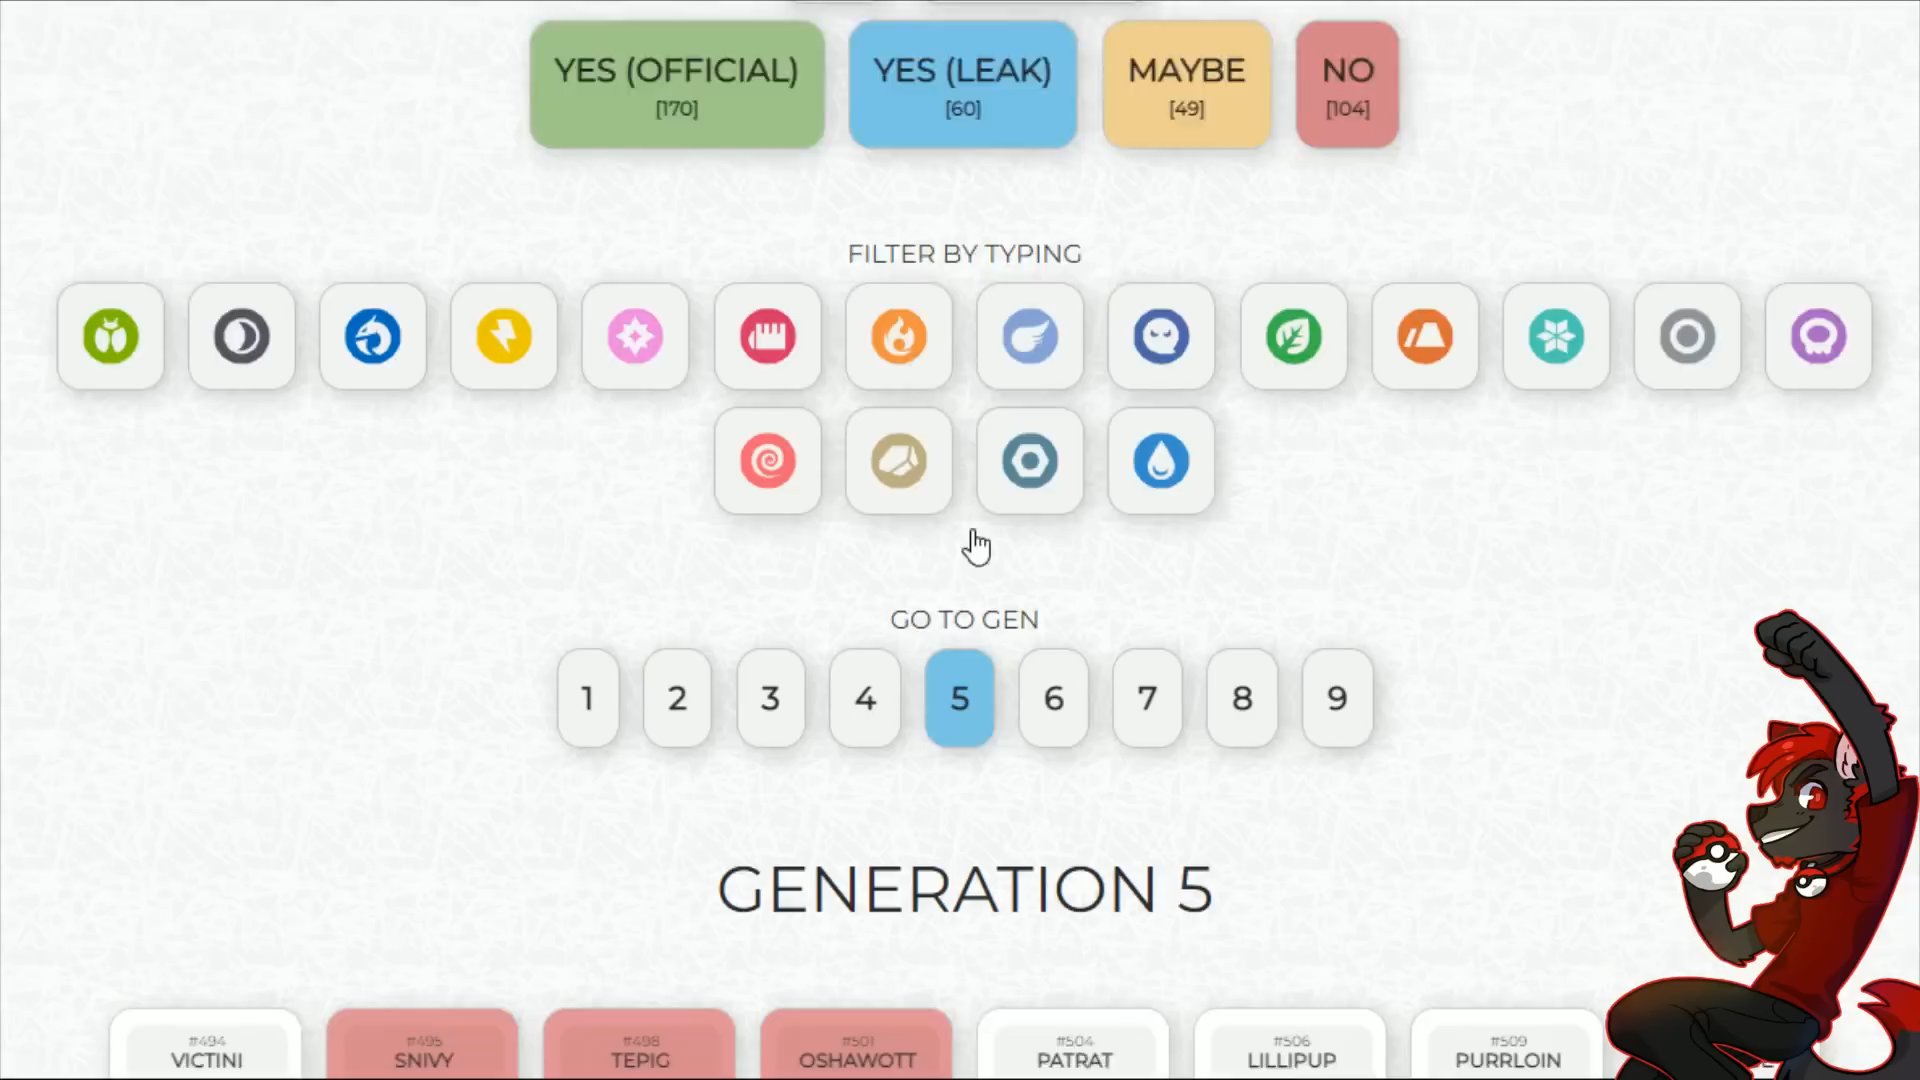 YES (OFFICIAL)
[170]
YES (LEAK)
[60]
MAYBE
[49]
NO
[104]
FILTER BY TYPING
GO TO GEN
1 2 3 4 5 6 7 8 9
GENERATION 5
#494
VICTINI
#495
SNIVY
#498
TEPIG
#501
OSHAWOTT
#504
PATRAT
#506
LILLIPUP
#509
PURRLOIN